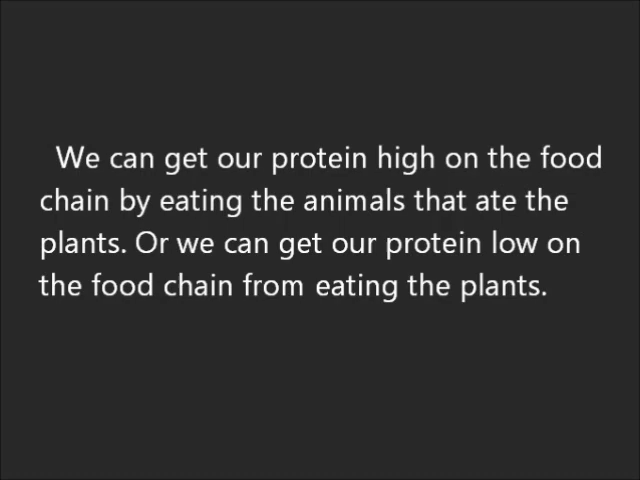 We can get our protein high on the food
chain by eating the animals that ate the
plants. Or we can get our protein low on
the food chain from eating the plants.